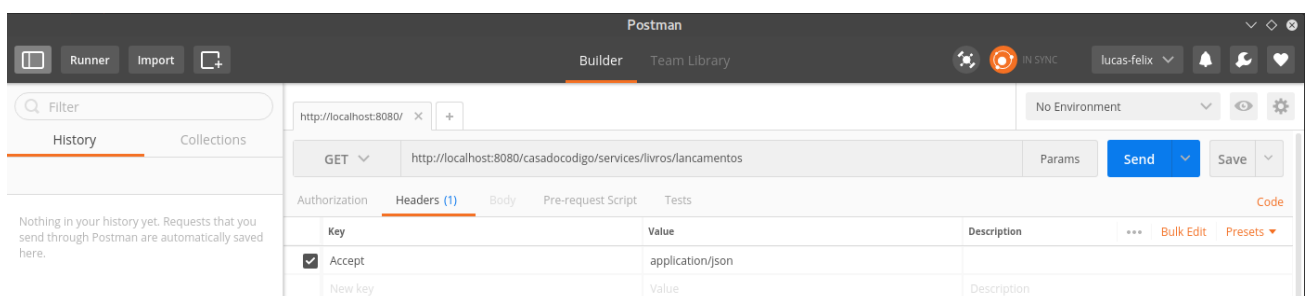 Postman
Runner Import Builder Team Library IN SYNC lucas-felix
Filter
History Collections
Nothing in your history yet. Requests that you
send through Postman are automatically saved
here.
http://localhost:8080/ No Environment
GET http://localhost:8080/casadocodigo/services/livros/lancamentos Params Send Save
Authorization Headers (1) Body Pre-request Script Tests Code
Key Value Description Bulk Edit Presets
Accept application/json
New key Value Description